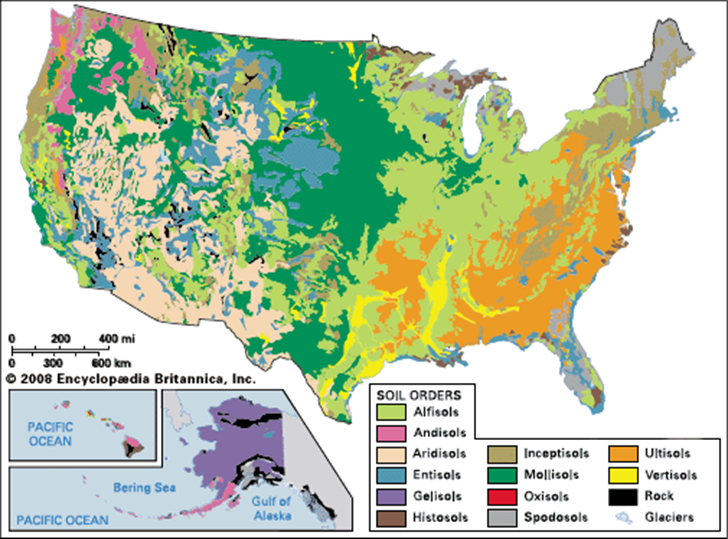 0 200 400 mi
0 300 600 km
© 2008 Encyclopædia Britannica, Inc.
PACIFIC
OCEAN
Bering Sea
Gulf of
Alaska
PACIFIC OCEAN
SOIL ORDERS
Alfisols
Andisols
Aridisols
Entisols
Gelisols
Histosols
Inceptisols
Mollisols
Oxisols
Spodosols
Ultisols
Vertisols
Rock
Glaciers